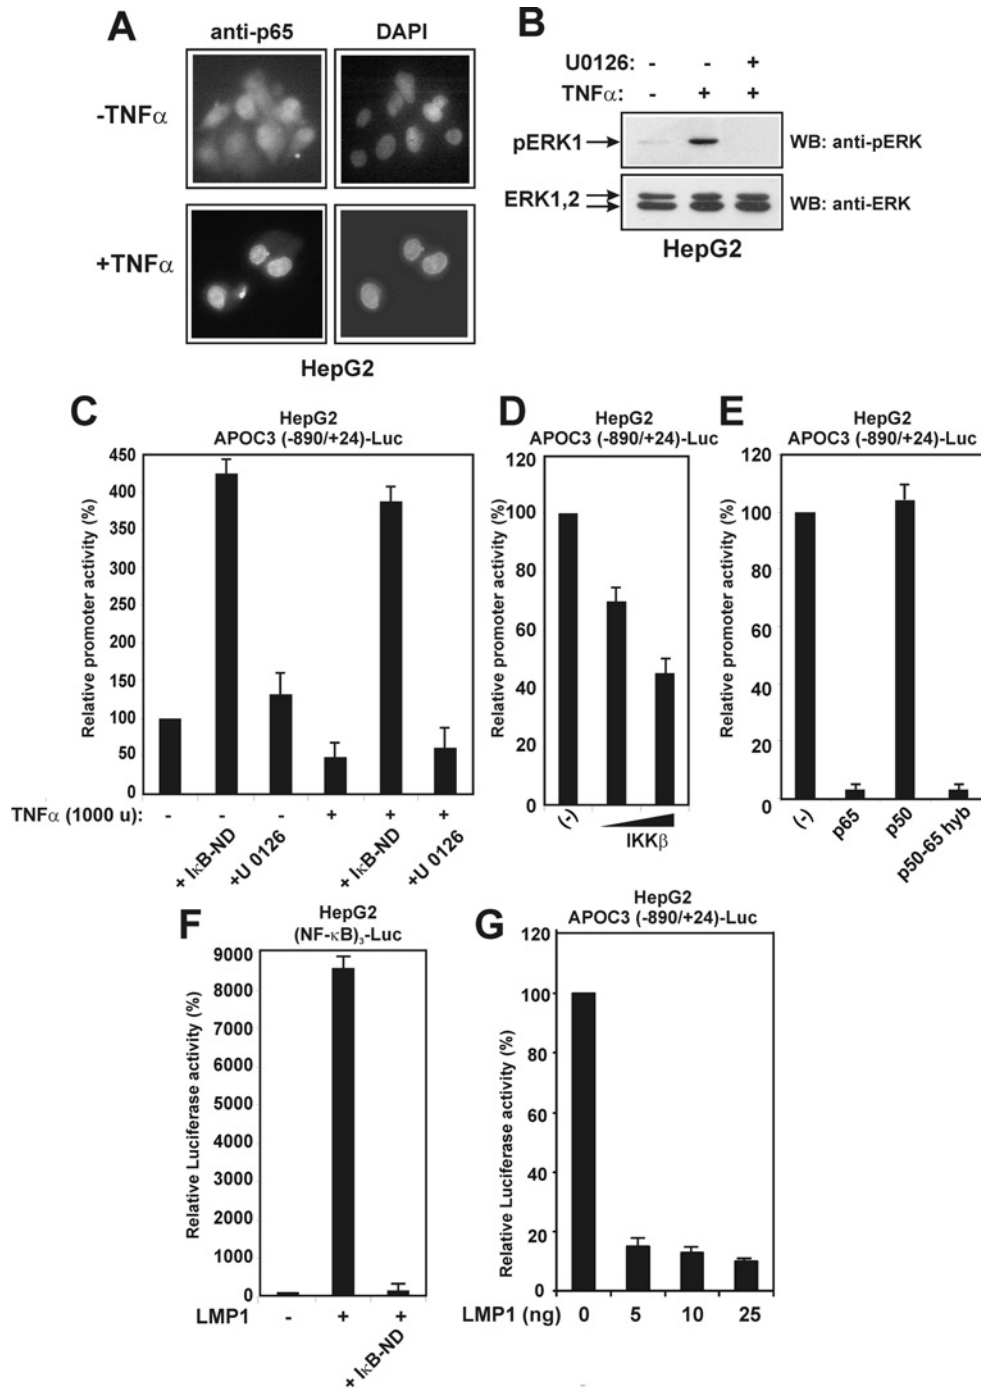 A
anti-p65 DAPI
-TNFα
+TNFα
HepG2
B
U0126: - - +
TNFα: - + +
pERK1 WB: anti-pERK
ERK1,2 WB: anti-ERK
HepG2
C
HepG2
APOC3 (-890/+24)-Luc
Relative promoter activity (%)
450
400
350
300
250
200
150
100
50
0
TNFα (1000 u): - - - + + +
+ IκB-ND +U 0126 + IκB-ND +U 0126
D
HepG2
APOC3 (-890/+24)-Luc
Relative promoter activity (%)
120
100
80
60
40
20
0
(-) IKKβ
E
HepG2
APOC3 (-890/+24)-Luc
Relative promoter activity (%)
120
100
80
60
40
20
0
(-) p65 p50 p50-65 hyb
F
HepG2
(NF-κB)₃-Luc
Relative Luciferase activity (%)
9000
8000
7000
6000
5000
4000
3000
2000
1000
0
LMP1 - + +
+ IκB-ND
G
HepG2
APOC3 (-890/+24)-Luc
Relative Luciferase activity (%)
120
100
80
60
40
20
0
LMP1 (ng) 0 5 10 25